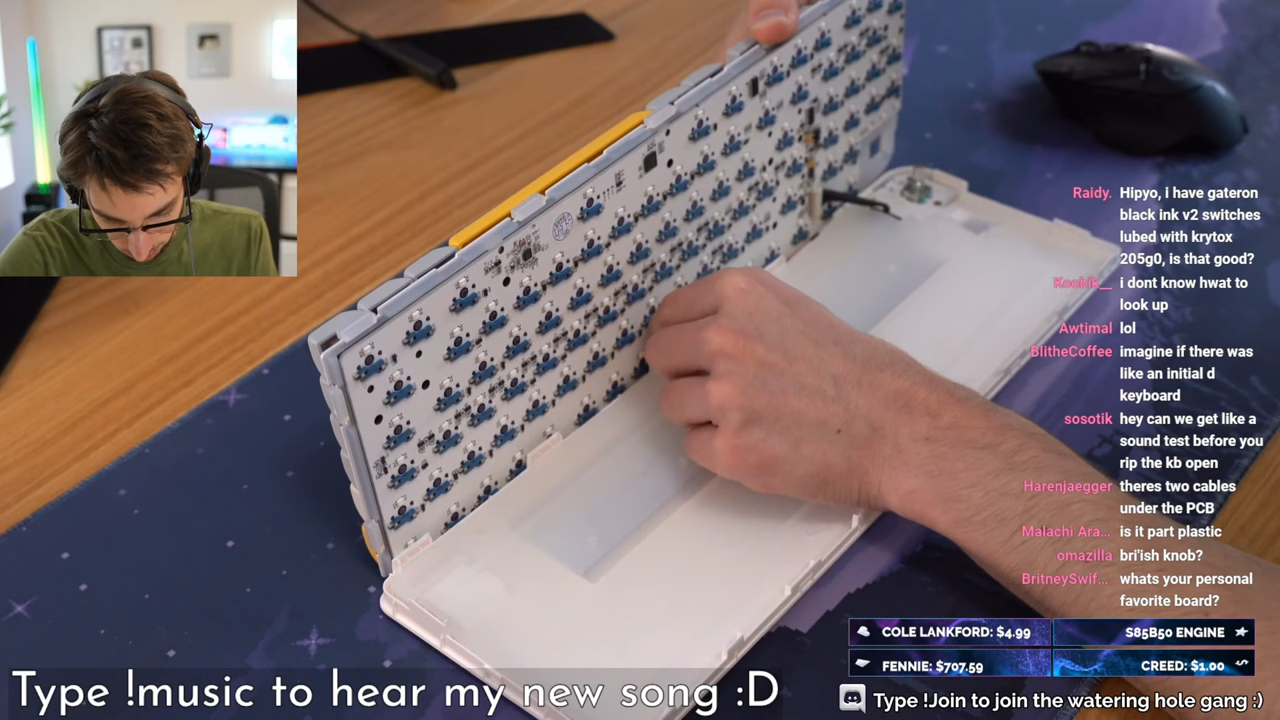 Raidy. Hipyo, i have gateron
black ink v2 switches
lubed with krytox
205g0, is that good?
Koobik__ i dont know hwat to
look up
Awtimal lol
BlitheCoffee imagine if there was
like an initial d
keyboard
sosotik hey can we get like a
sound test before you
rip the kb open
Harenjaegger theres two cables
under the PCB
Malachi Ara... is it part plastic
omazilla bri'ish knob?
BritneySwif... whats your personal
favorite board?
COLE LANKFORD: $4.99 S85B50 ENGINE
FENNIE: $707.59 CREED: $1.00
Type !music to hear my new song :D
Type !Join to join the watering hole gang :)